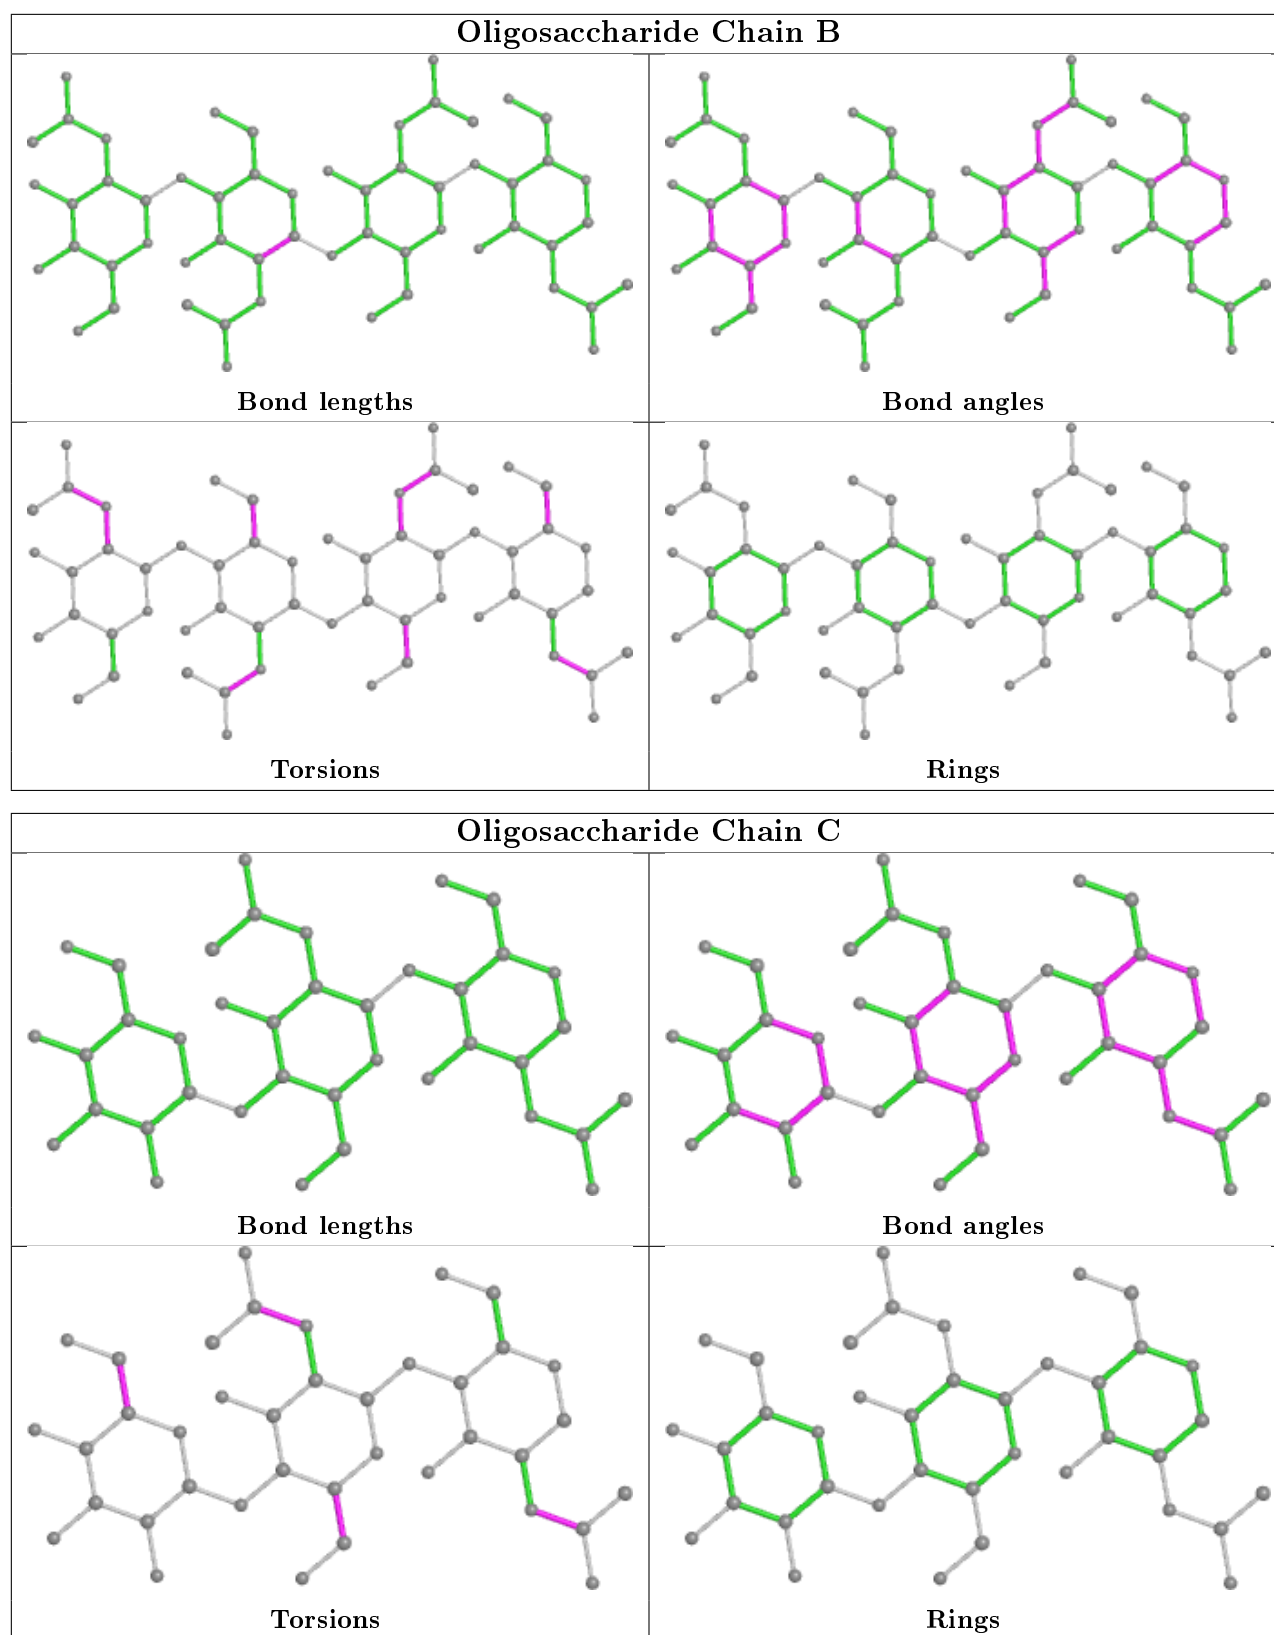 Oligosaccharide Chain B
Bond lengths
Bond angles
Torsions
Rings
Oligosaccharide Chain C
Bond lengths
Bond angles
Torsions
Rings